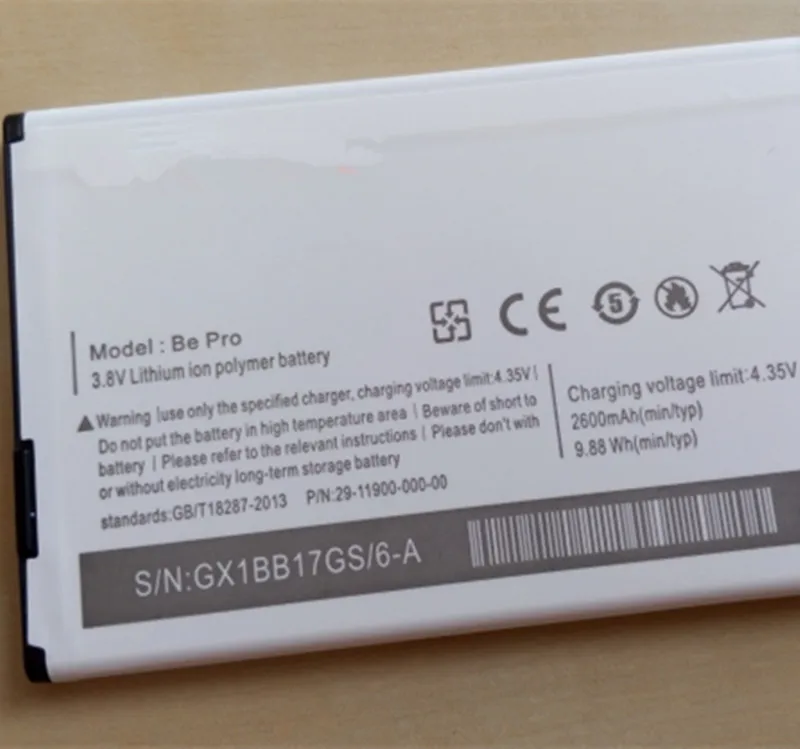 Model : Be Pro
3.8V Lithium ion polymer battery
Warning |use only the specified charger, charging voltage limit:4.35V|
Do not put the battery in high temperature area | Beware of short to
battery | Please refer to the relevant instructions | Please don't with
or without electricity long-term storage battery
standards:GB/T18287-2013 P/N:29-11900-000-00
CE
5
Charging voltage limit:4.35V
2600mAh(min/typ)
9.88 Wh(min/typ)
S/N:GX1BB17GS/6-A